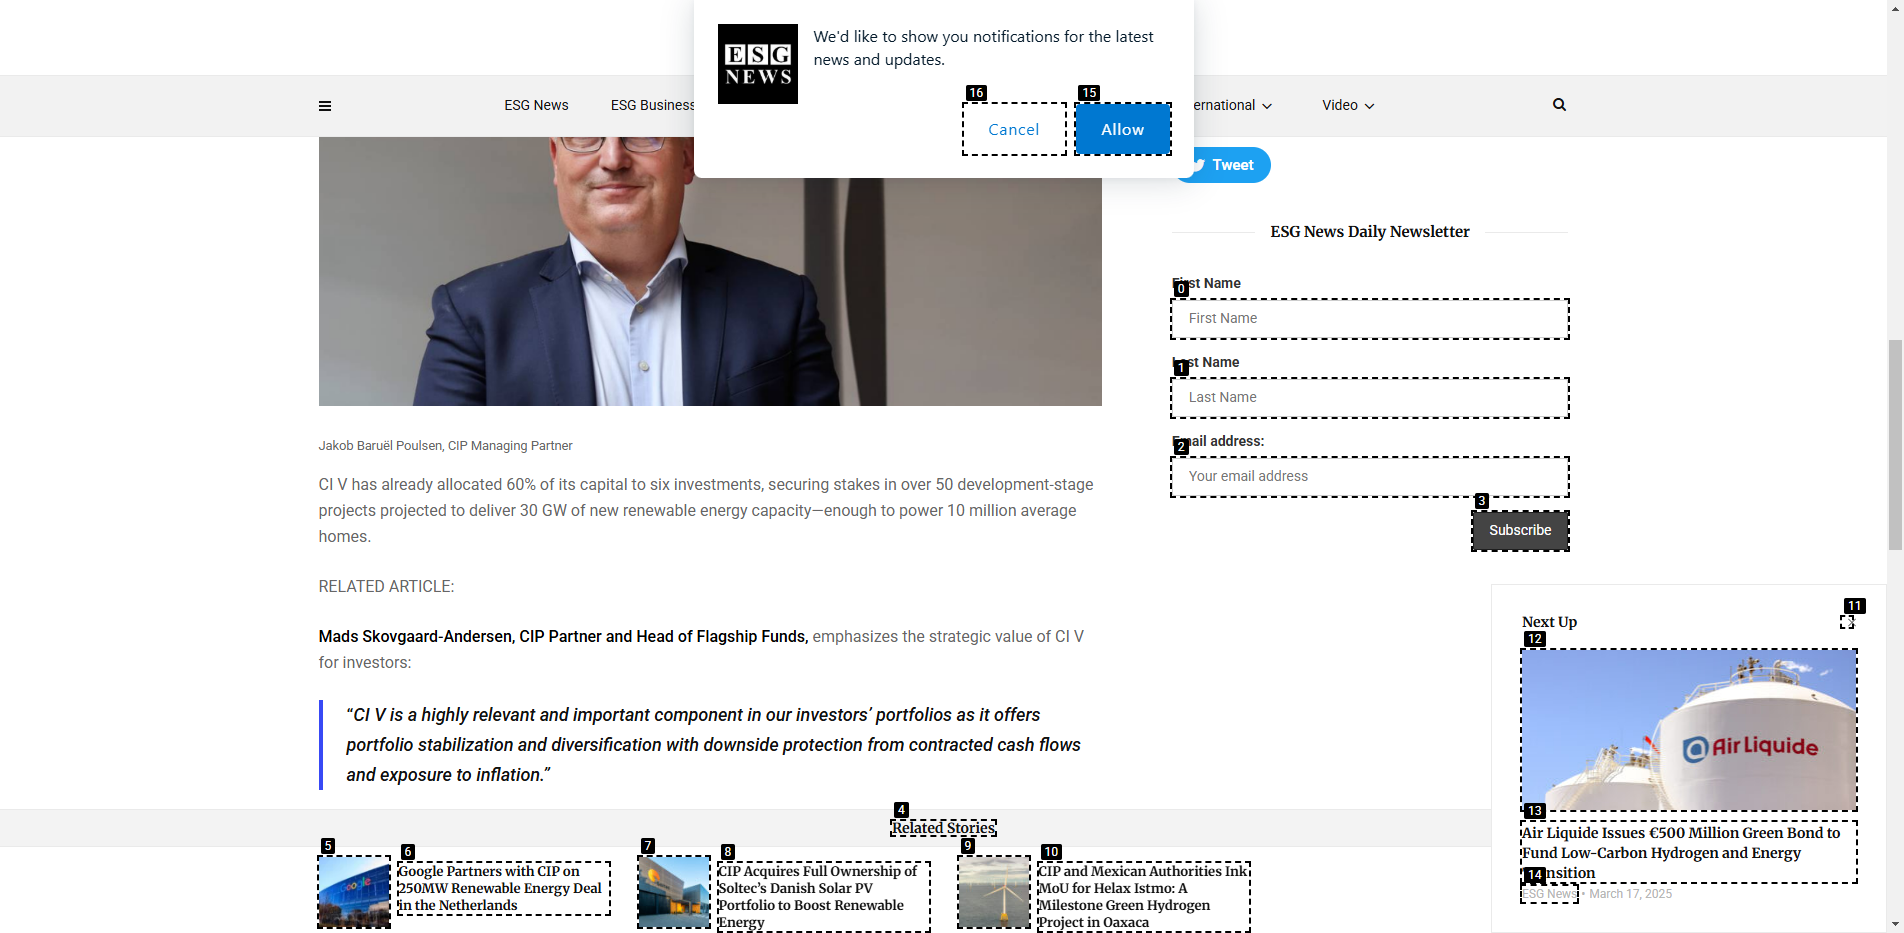 ESG
NEWS
We'd like to show you notifications for the latest
news and updates.
16
15
Cancel
Allow
ESG News
ESG Business
ernational
Video
Tweet
ESG News Daily Newsletter
First Name
0
First Name
Last Name
1
Last Name
Email address:
2
Your email address
3
Subscribe
Jakob Baruël Poulsen, CIP Managing Partner
CI V has already allocated 60% of its capital to six investments, securing stakes in over 50 development-stage
projects projected to deliver 30 GW of new renewable energy capacity—enough to power 10 million average
homes.
RELATED ARTICLE:
Mads Skovgaard-Andersen, CIP Partner and Head of Flagship Funds, emphasizes the strategic value of CI V
for investors:
“CI V is a highly relevant and important component in our investors’ portfolios as it offers
portfolio stabilization and diversification with downside protection from contracted cash flows
and exposure to inflation.”
11
Next Up
12
Air Liquide
13
Air Liquide Issues €500 Million Green Bond to
Fund Low-Carbon Hydrogen and Energy
Transition
14
ESG News • March 17, 2025
4
Related Stories
5
Google
6
Google Partners with CIP on
250MW Renewable Energy Deal
in the Netherlands
7
8
CIP Acquires Full Ownership of
Soltec’s Danish Solar PV
Portfolio to Boost Renewable
Energy
9
10
CIP and Mexican Authorities Ink
MoU for Helax Istmo: A
Milestone Green Hydrogen
Project in Oaxaca